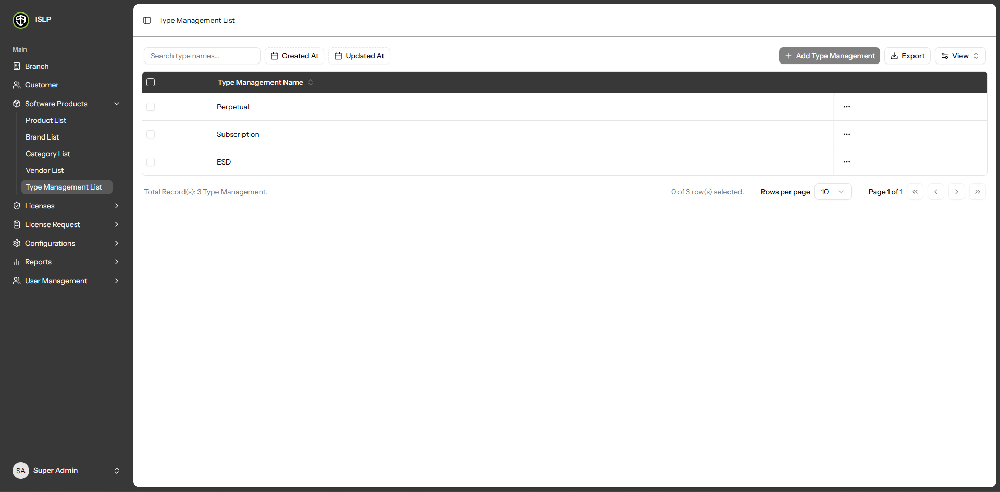 ISLP
Main
Branch
Customer
Software Products
Product List
Brand List
Category List
Vendor List
Type Management List
Licenses
License Request
Configurations
Reports
User Management
SA Super Admin
Type Management List
Search type names... Created At Updated At Add Type Management Export View
Type Management Name
Perpetual
Subscription
ESD
Total Record(s): 3 Type Management. 0 of 3 row(s) selected. Rows per page 10 Page 1 of 1